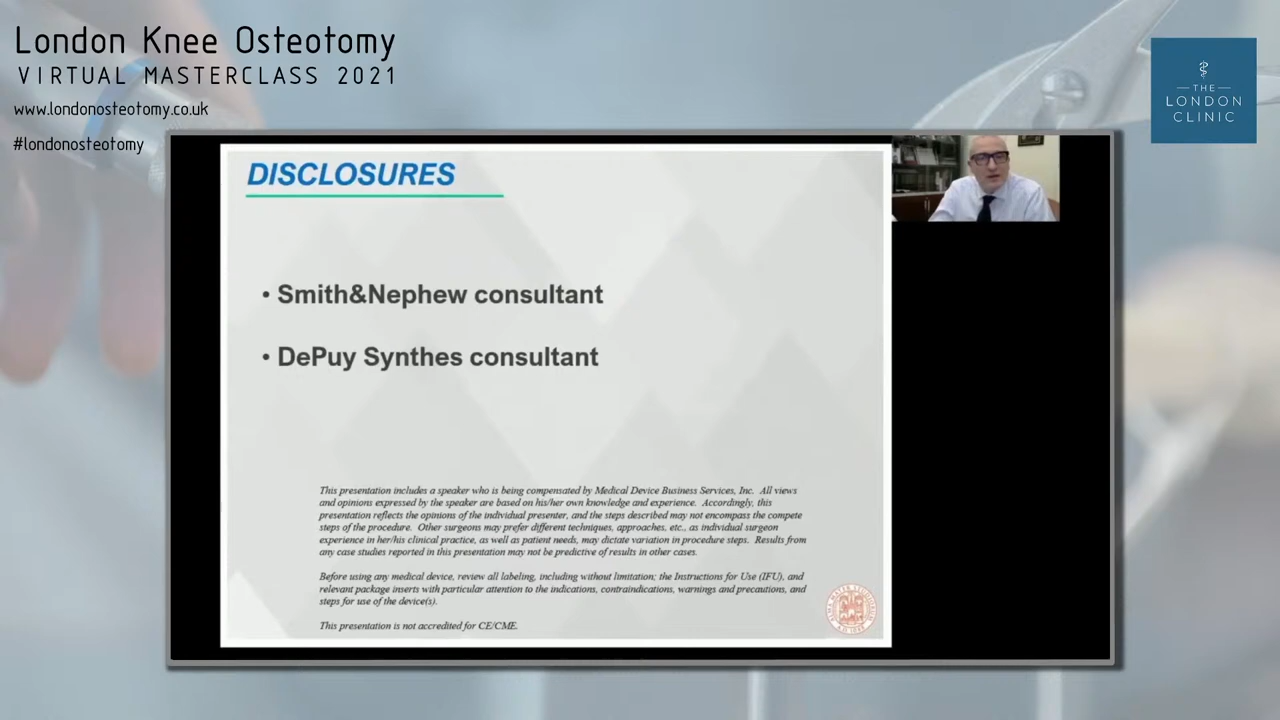 London Knee Osteotomy
VIRTUAL MASTERCLASS 2021
www.londonosteotomy.co.uk
#londonosteotomy
THE
LONDON
CLINIC
DISCLOSURES
• Smith&Nephew consultant
• DePuy Synthes consultant
This presentation includes a speaker who is being compensated by Medical Device Business Services, Inc. All views
and opinions expressed by the speaker are based on his/her own knowledge and experience. Accordingly, this
presentation reflects the opinions of the individual presenter, and the steps described may not encompass the compete
steps of the procedure. Other surgeons may prefer different techniques, approaches, etc., as individual surgeon
experience in her/his clinical practice, as well as patient needs, may dictate variation in procedure steps. Results from
any case studies reported in this presentation may not be predictive of results in other cases.
Before using any medical device, review all labeling, including without limitation; the Instructions for Use (IFU), and
relevant package inserts with particular attention to the indications, contraindications, warnings and precautions, and
steps for use of the device(s).
This presentation is not accredited for CE/CME.